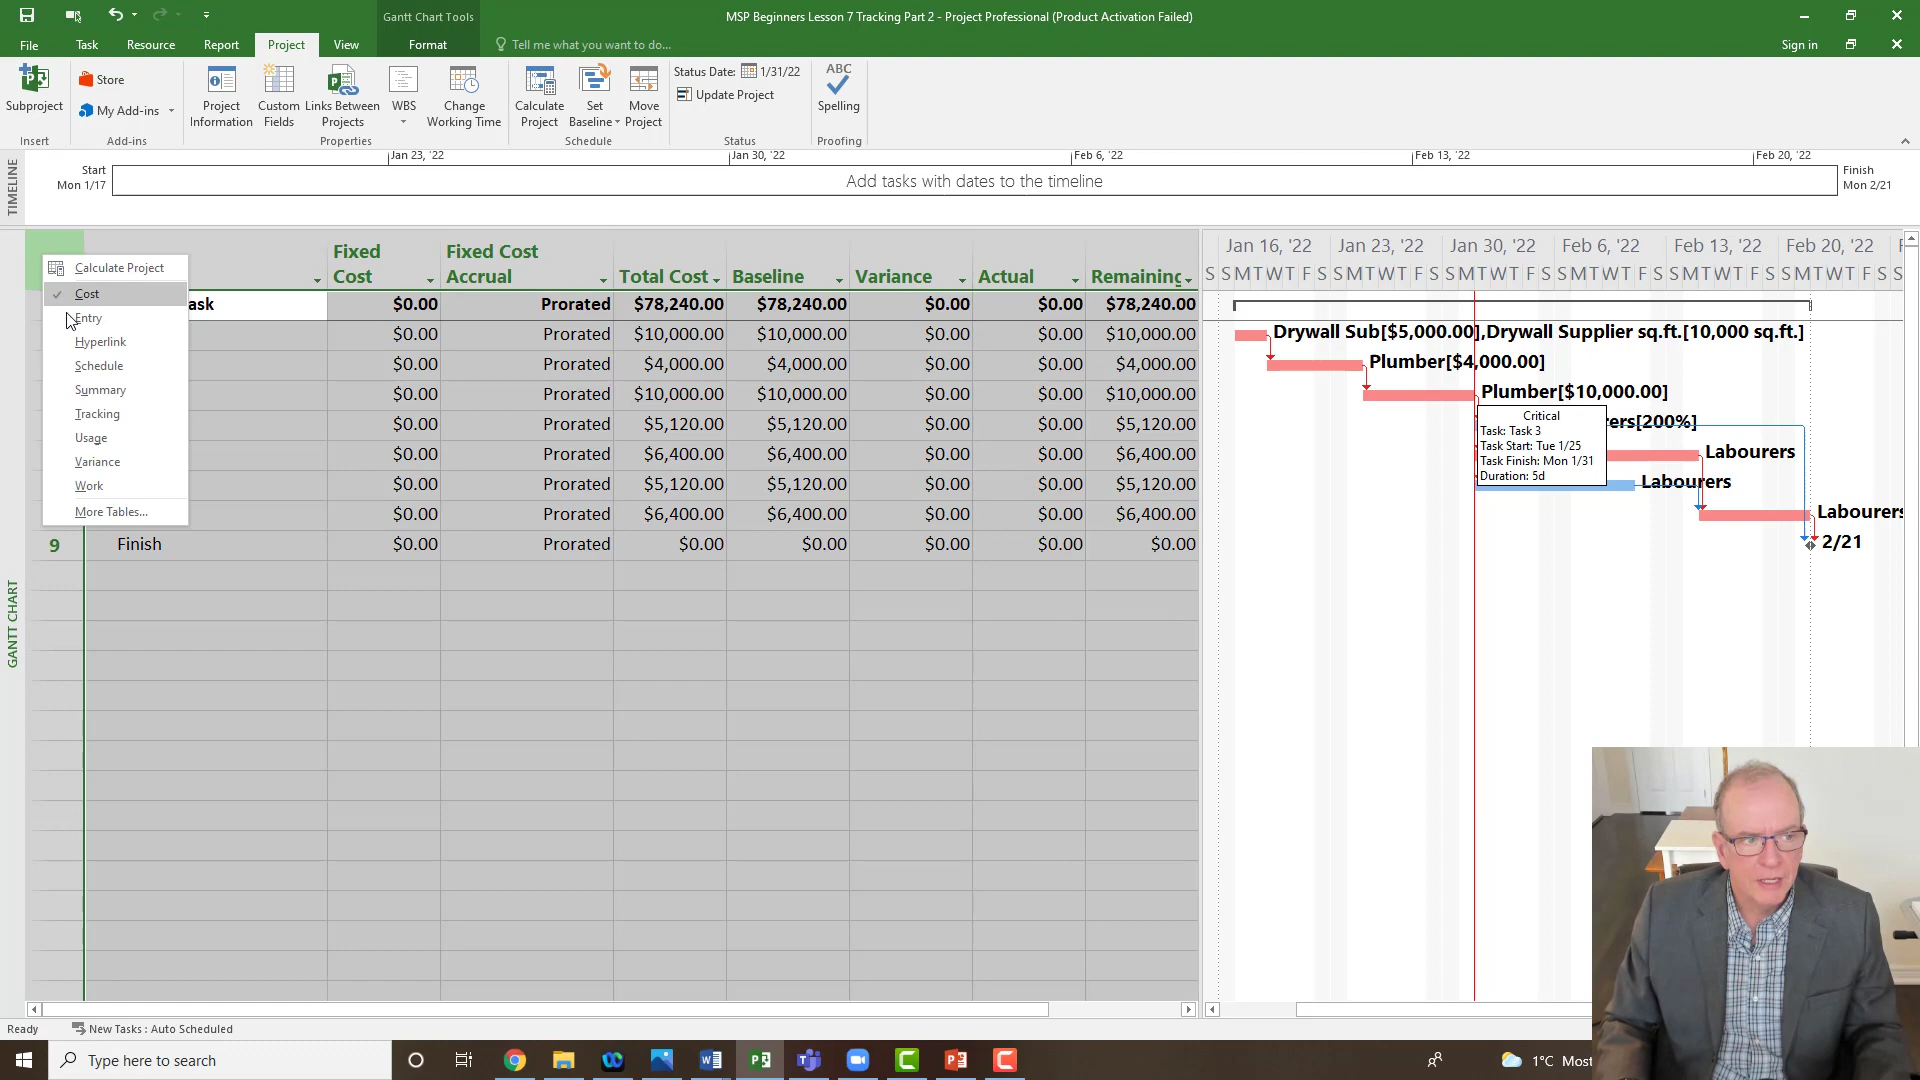 Gantt Chart Tools
MSP Beginners Lesson 7 Tracking Part 2 - Project Professional (Product Activation Failed)
File Task Resource Report Project View Format Tell me what you want to do... Sign in
Subproject
Store
My Add-ins
Project Information
Custom Fields
Links Between Projects
WBS
Change Working Time
Calculate Project
Set Baseline
Move Project
Status Date: 1/31/22
Update Project
ABC
Spelling
Insert Add-ins Properties Schedule Status Proofing
TIMELINE
Start
Mon 1/17
Jan 23, '22 Jan 30, '22 Feb 6, '22 Feb 13, '22 Feb 20, '22
Add tasks with dates to the timeline
Finish
Mon 2/21
GANTT CHART
Fixed Cost Fixed Cost Accrual Total Cost Baseline Variance Actual Remaining
ask $0.00 Prorated $78,240.00 $78,240.00 $0.00 $0.00 $78,240.00
$0.00 Prorated $10,000.00 $10,000.00 $0.00 $0.00 $10,000.00
$0.00 Prorated $4,000.00 $4,000.00 $0.00 $0.00 $4,000.00
$0.00 Prorated $10,000.00 $10,000.00 $0.00 $0.00 $10,000.00
$0.00 Prorated $5,120.00 $5,120.00 $0.00 $0.00 $5,120.00
$0.00 Prorated $6,400.00 $6,400.00 $0.00 $0.00 $6,400.00
$0.00 Prorated $5,120.00 $5,120.00 $0.00 $0.00 $5,120.00
$0.00 Prorated $6,400.00 $6,400.00 $0.00 $0.00 $6,400.00
9 Finish $0.00 Prorated $0.00 $0.00 $0.00 $0.00 $0.00
Calculate Project
Cost
Entry
Hyperlink
Schedule
Summary
Tracking
Usage
Variance
Work
More Tables...
Jan 16, '22 Jan 23, '22 Jan 30, '22 Feb 6, '22 Feb 13, '22 Feb 20, '22 F
S S M T W T F S S M T W T F S S M T W T F S S M T W T F S S M T W T F S S M T W T F S S
Drywall Sub[$5,000.00],Drywall Supplier sq.ft.[10,000 sq.ft.]
Plumber[$4,000.00]
Plumber[$10,000.00]
ers[200%]
Labourers
Labourers
Labourers
2/21
Critical
Task: Task 3
Task Start: Tue 1/25
Task Finish: Mon 1/31
Duration: 5d
Ready New Tasks : Auto Scheduled
Type here to search
1°C Most